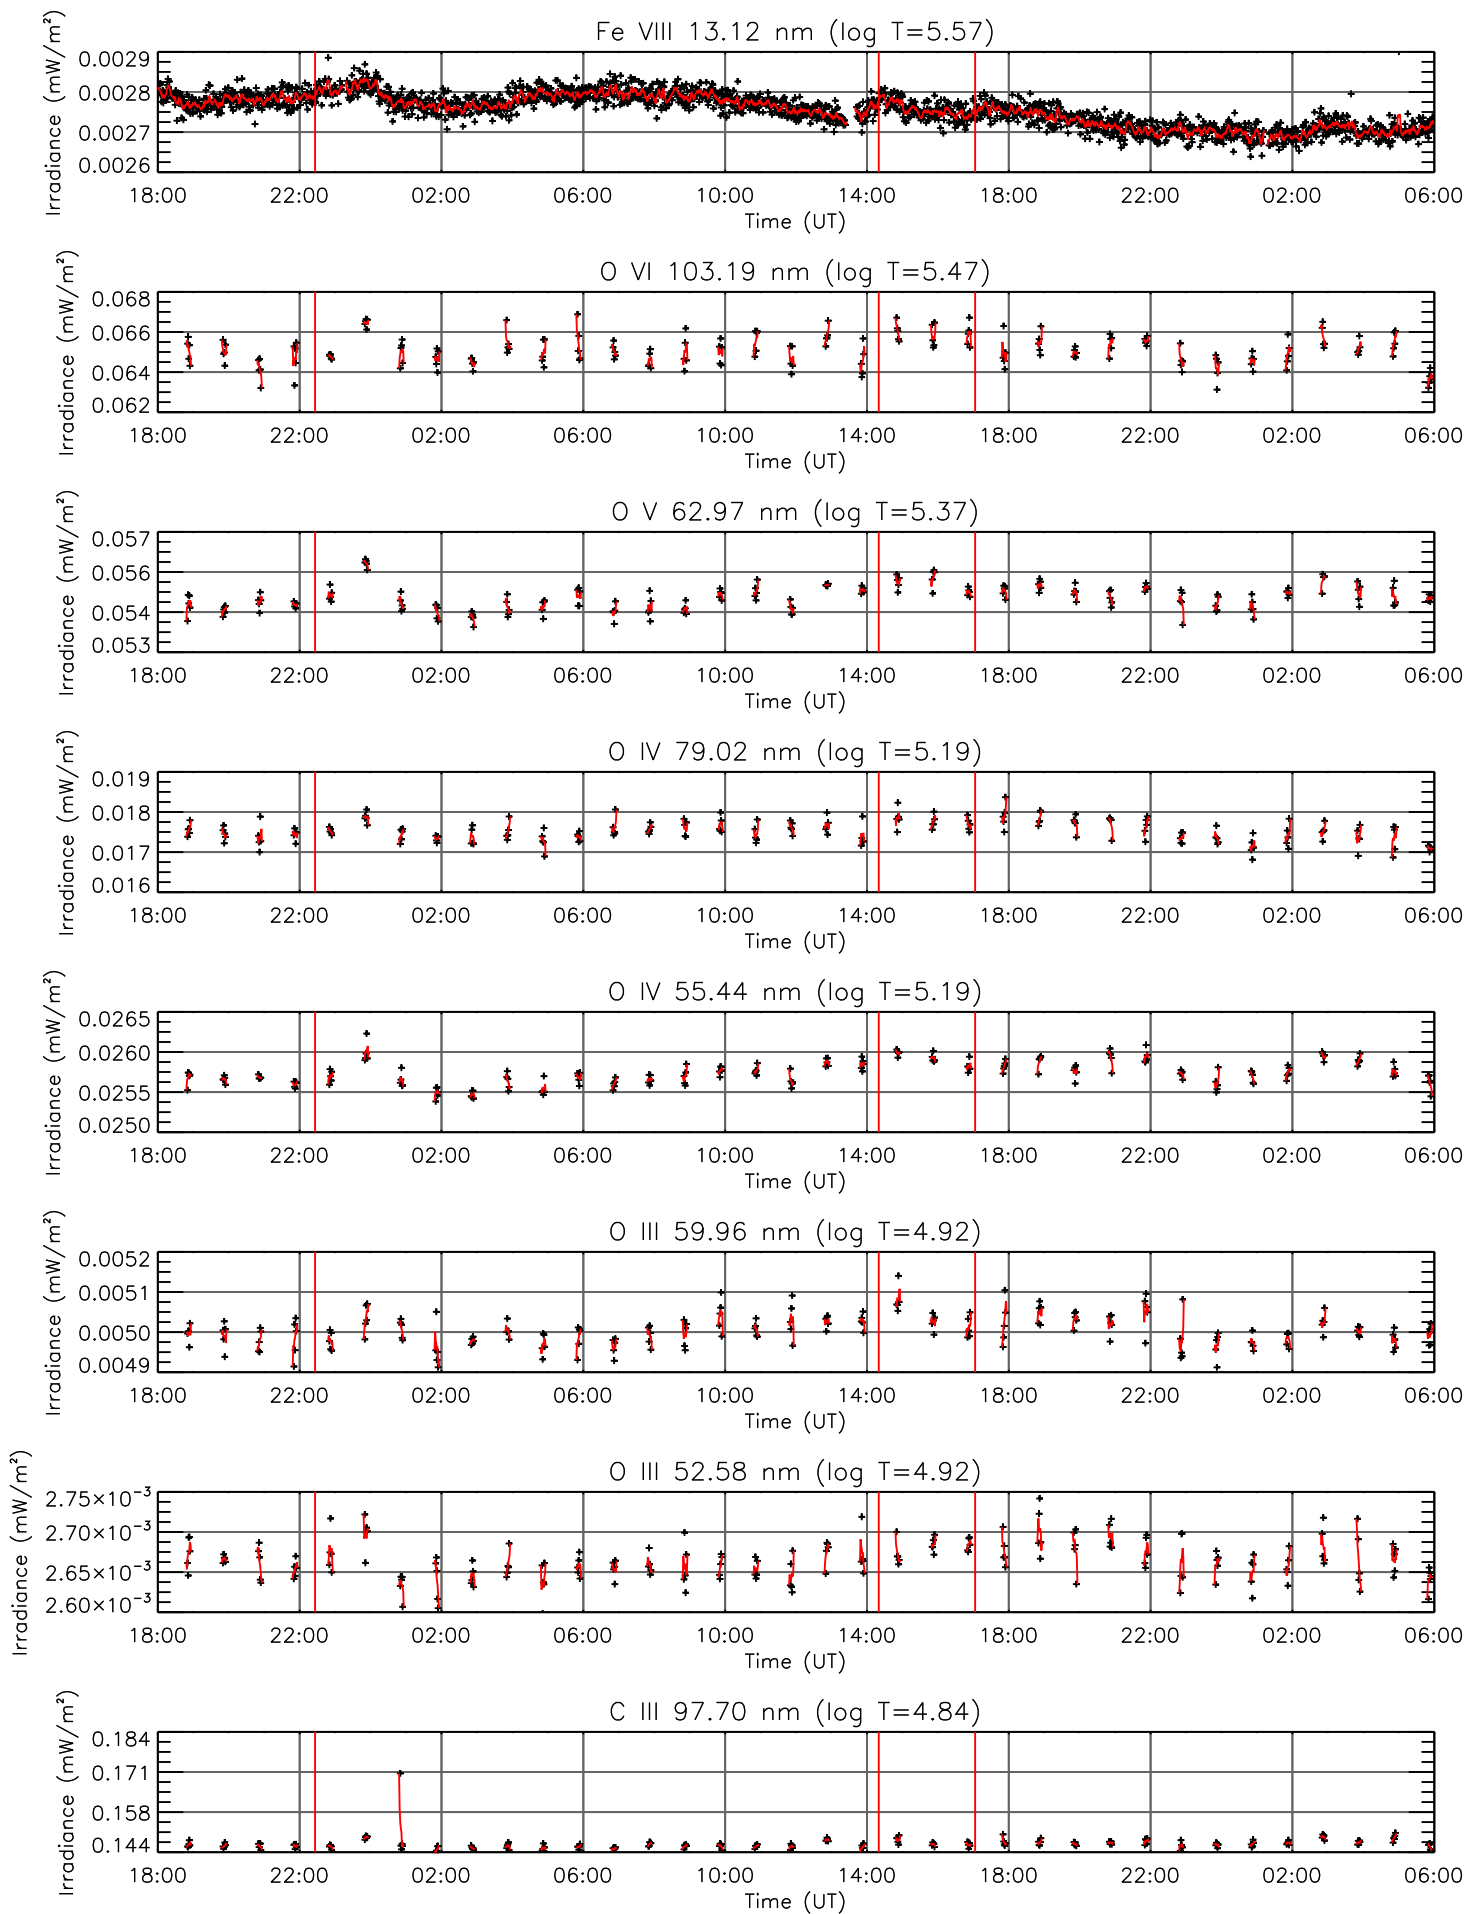 Fe VIII 13.12 nm (log T=5.57)
Irradiance (mW/m²)
0.0029
0.0028
0.0027
0.0026
18:00 22:00 02:00 06:00 10:00 14:00 18:00 22:00 02:00 06:00
Time (UT)
O VI 103.19 nm (log T=5.47)
Irradiance (mW/m²)
0.068
0.066
0.064
0.062
18:00 22:00 02:00 06:00 10:00 14:00 18:00 22:00 02:00 06:00
Time (UT)
O V 62.97 nm (log T=5.37)
Irradiance (mW/m²)
0.057
0.056
0.054
0.053
18:00 22:00 02:00 06:00 10:00 14:00 18:00 22:00 02:00 06:00
Time (UT)
O IV 79.02 nm (log T=5.19)
Irradiance (mW/m²)
0.019
0.018
0.017
0.016
18:00 22:00 02:00 06:00 10:00 14:00 18:00 22:00 02:00 06:00
Time (UT)
O IV 55.44 nm (log T=5.19)
Irradiance (mW/m²)
0.0265
0.0260
0.0255
0.0250
18:00 22:00 02:00 06:00 10:00 14:00 18:00 22:00 02:00 06:00
Time (UT)
O III 59.96 nm (log T=4.92)
Irradiance (mW/m²)
0.0052
0.0051
0.0050
0.0049
18:00 22:00 02:00 06:00 10:00 14:00 18:00 22:00 02:00 06:00
Time (UT)
O III 52.58 nm (log T=4.92)
Irradiance (mW/m²)
2.75×10⁻³
2.70×10⁻³
2.65×10⁻³
2.60×10⁻³
18:00 22:00 02:00 06:00 10:00 14:00 18:00 22:00 02:00 06:00
Time (UT)
C III 97.70 nm (log T=4.84)
Irradiance (mW/m²)
0.184
0.171
0.158
0.144
18:00 22:00 02:00 06:00 10:00 14:00 18:00 22:00 02:00 06:00
Time (UT)